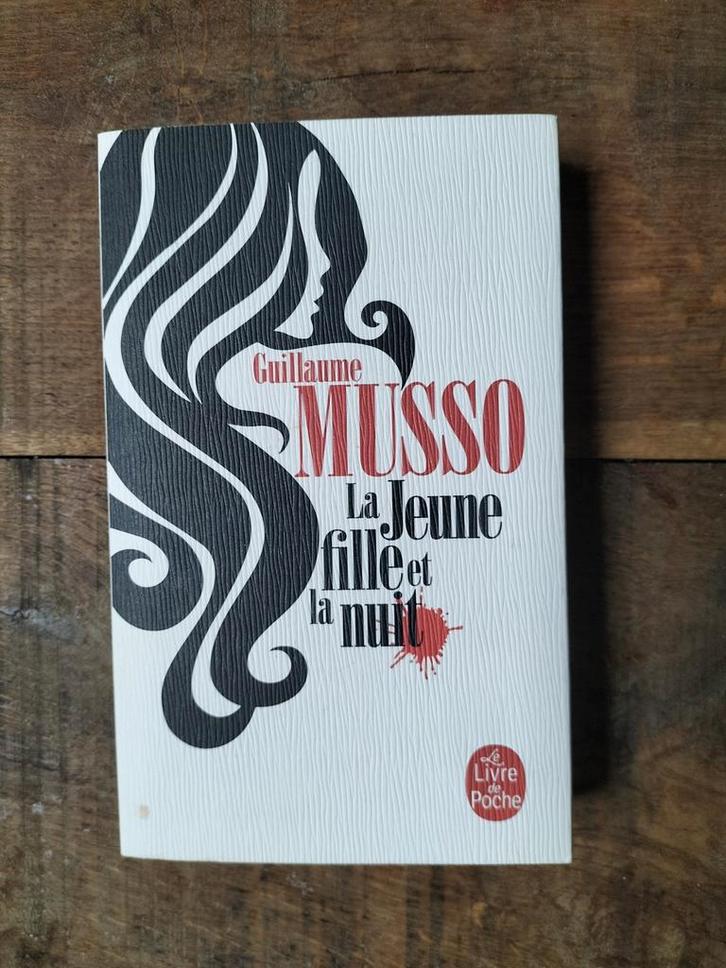 Guillaume
MUSSO
La Jeune
fille et
la nuit
Le
Livre
de
Poche